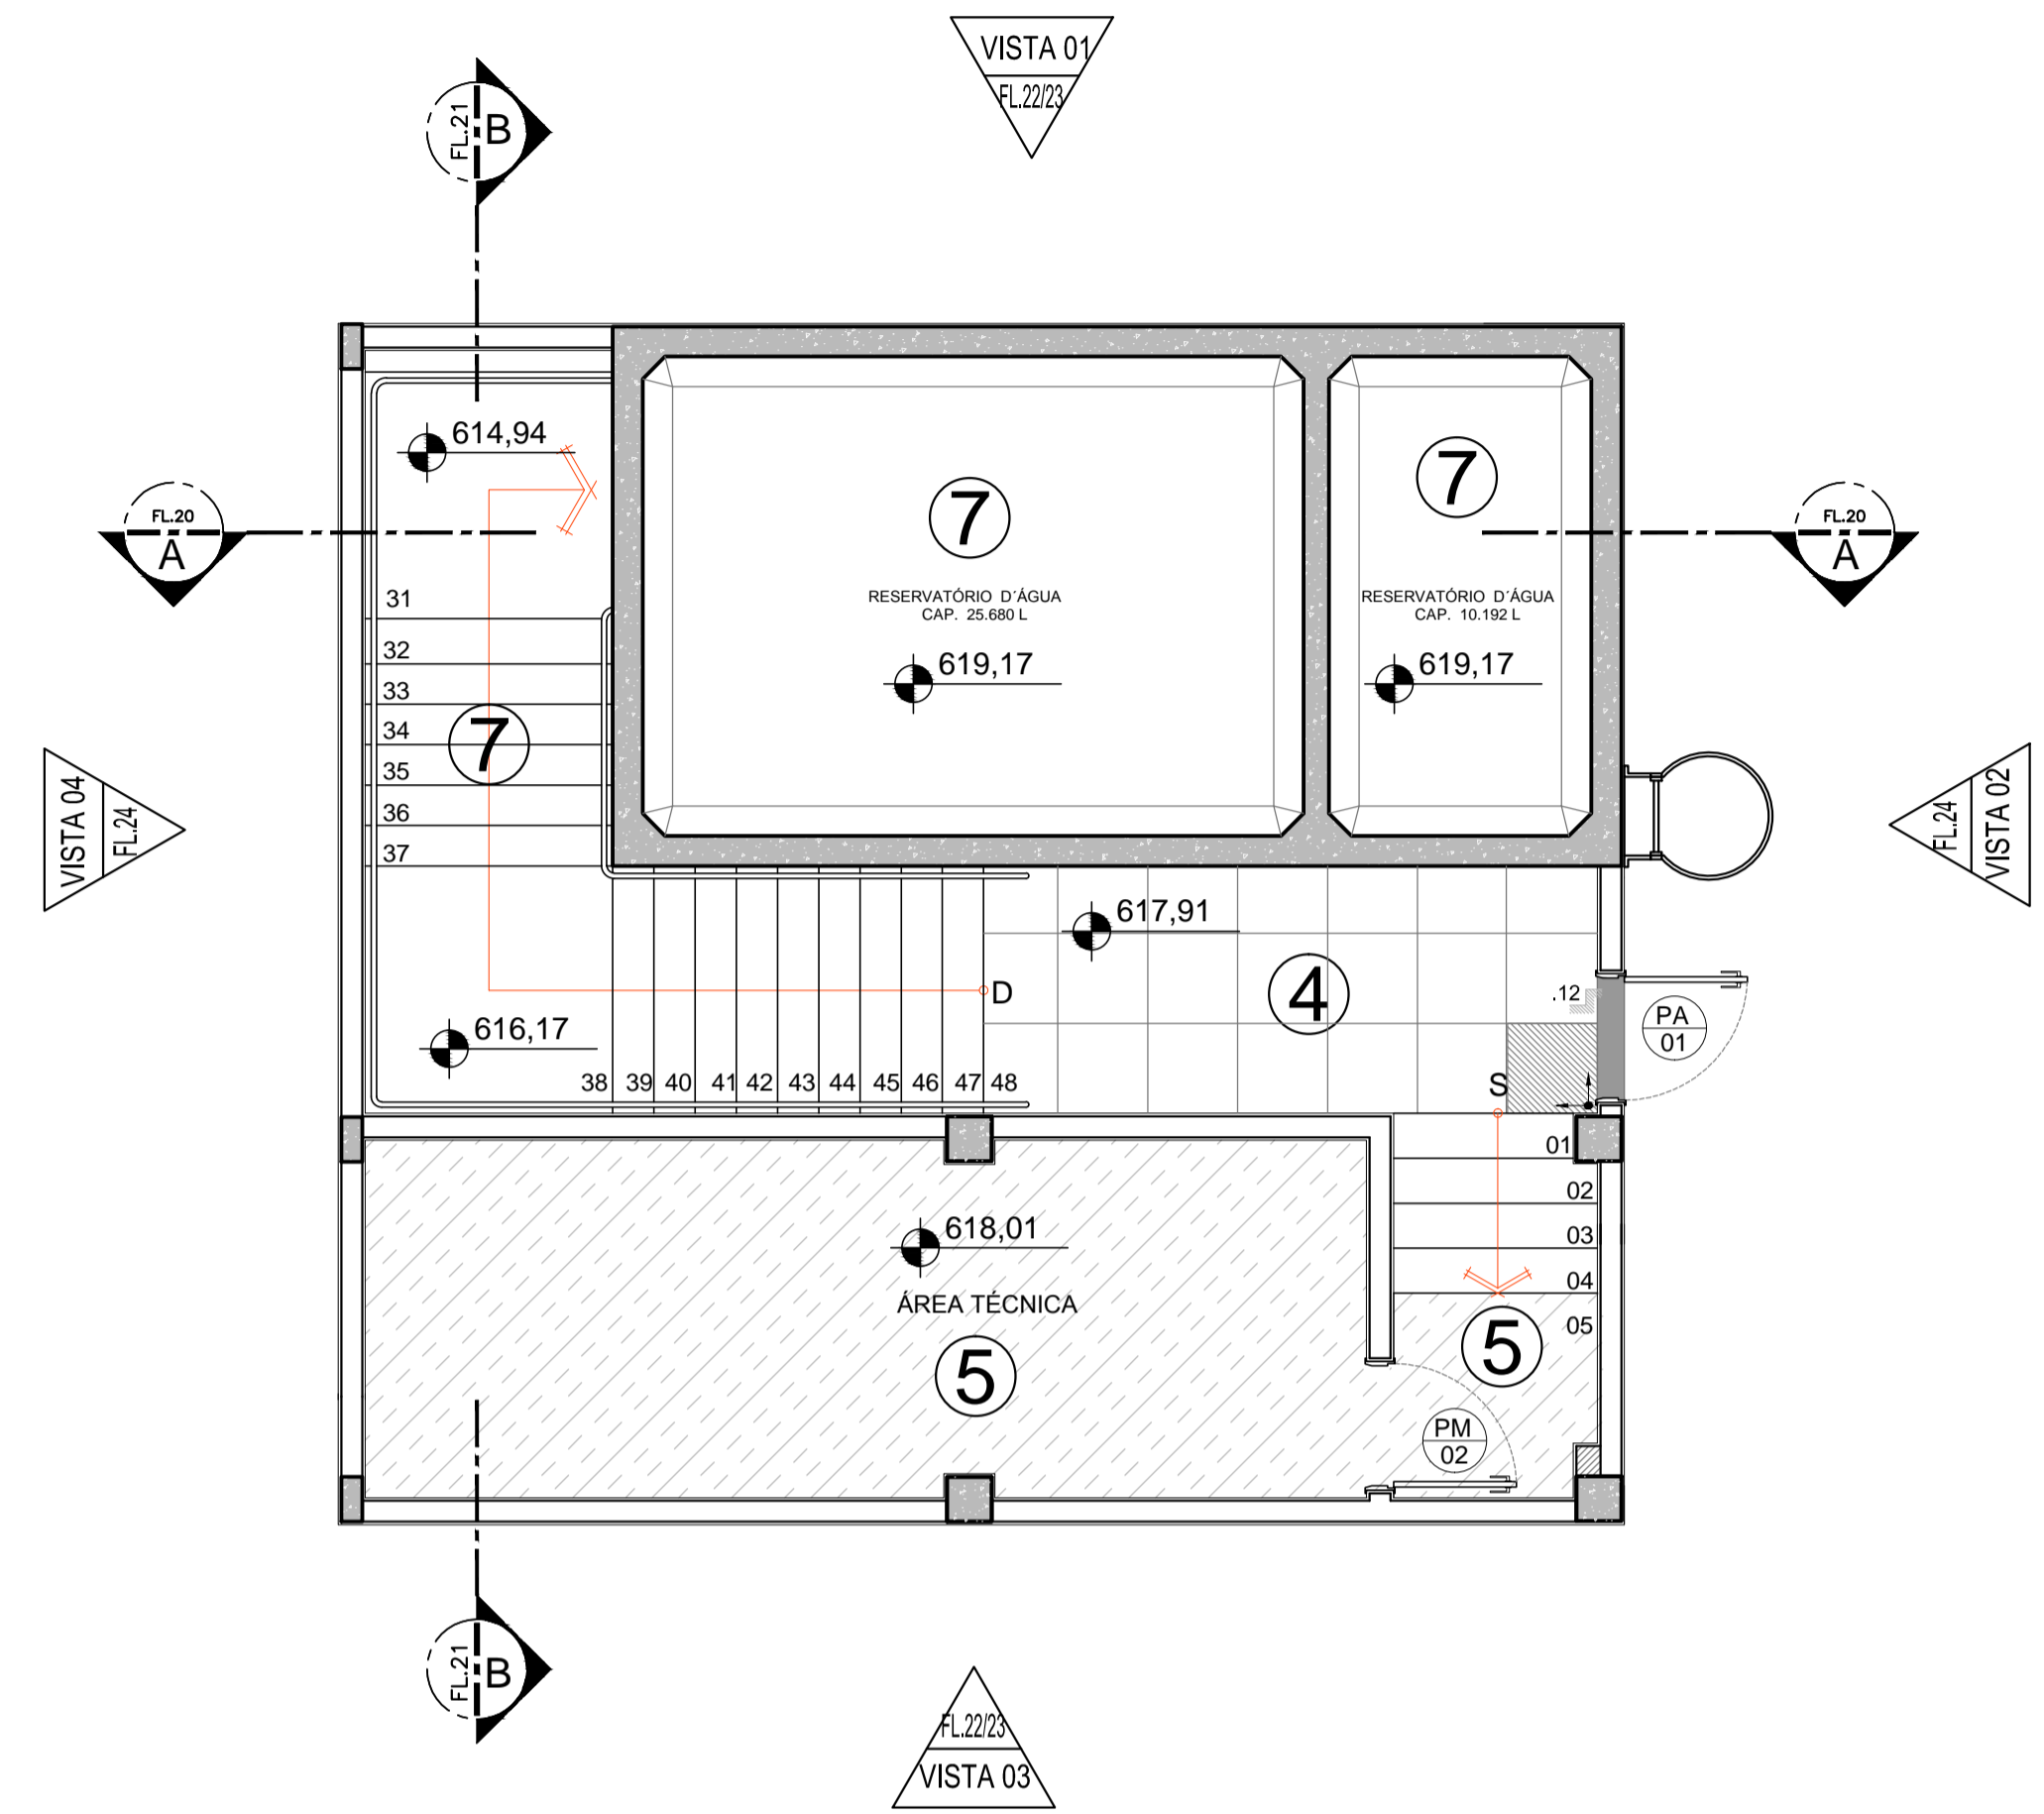 VISTA 01
FL.22/23
FL.21
B
614,94
7
7
FL.20
A
FL.20
A
RESERVATÓRIO D´ÁGUA
CAP. 25.680 L
RESERVATÓRIO D´ÁGUA
CAP. 10.192 L
619,17
619,17
31
32
33
34
35
36
37
7
VISTA 04
FL.24
FL.24
VISTA 02
617,91
D
4
.12
PA
01
616,17
38 39 40 41 42 43 44 45 46 47 48
S
01
02
03
04
05
618,01
ÁREA TÉCNICA
5
5
PM
02
FL.21
B
FL.22/23
VISTA 03